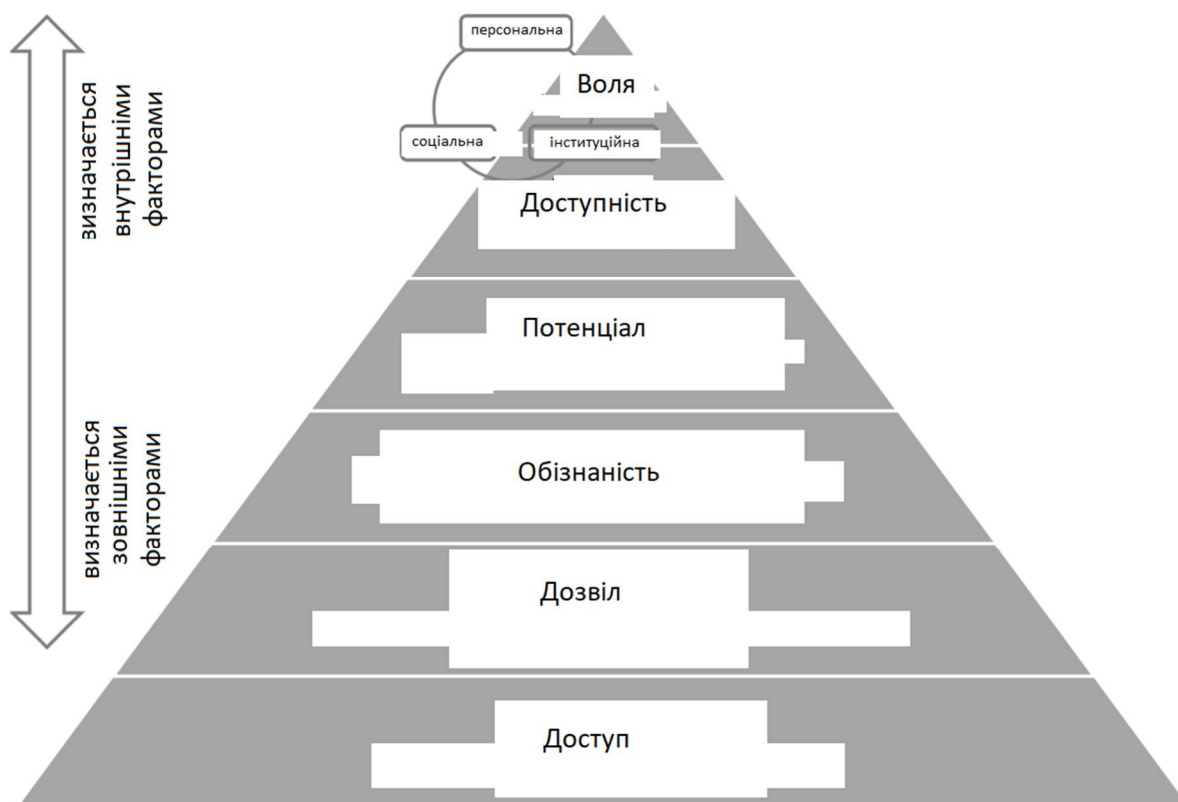 персональна
Воля
соціальна
інституційна
Доступність
Потенціал
Обізнаність
Дозвіл
Доступ
визначається
внутрішніми
факторами
визначається
зовнішніми
факторами